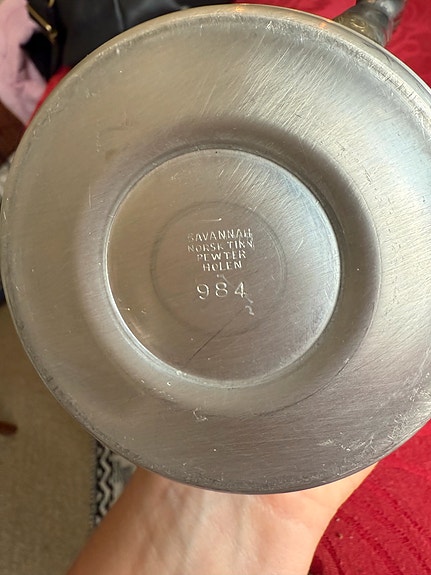 SAVANNAH
NORSK TINN
PEWTER
HOLEN
984